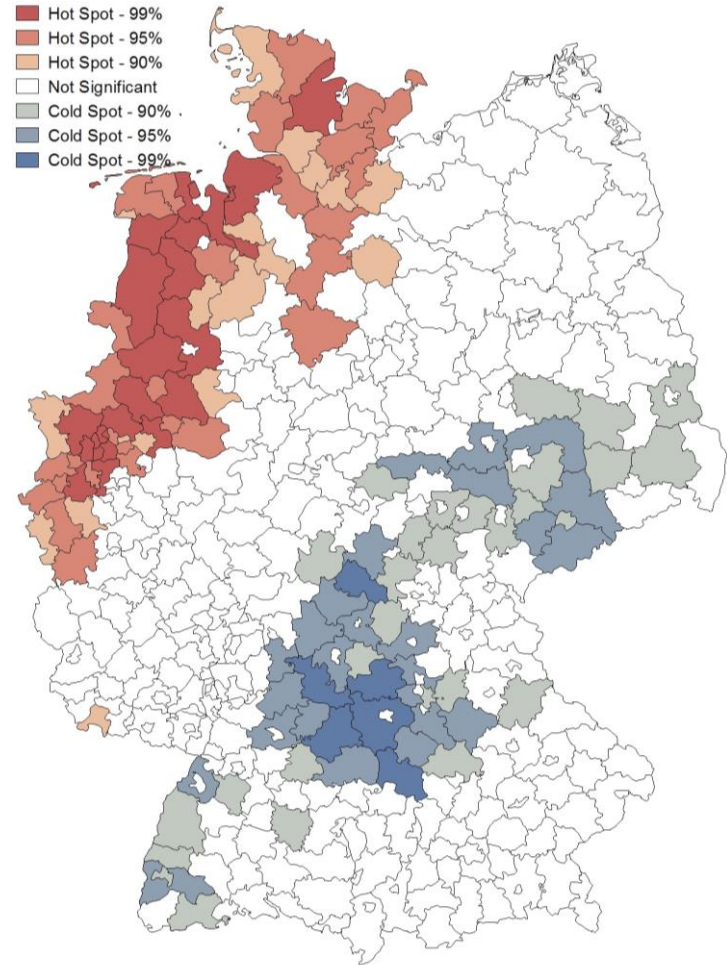 Hot Spot - 99%
Hot Spot - 95%
Hot Spot - 90%
Not Significant
Cold Spot - 90%
Cold Spot - 95%
Cold Spot - 99%